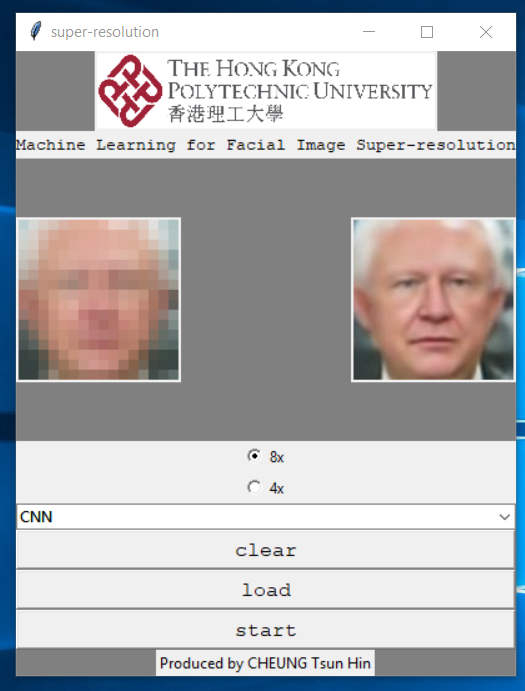 super-resolution
THE HONG KONG
POLYTECHNIC UNIVERSITY
香港理工大學
Machine Learning for Facial Image Super-resolution
8x
4x
CNN
clear
load
start
Produced by CHEUNG Tsun Hin